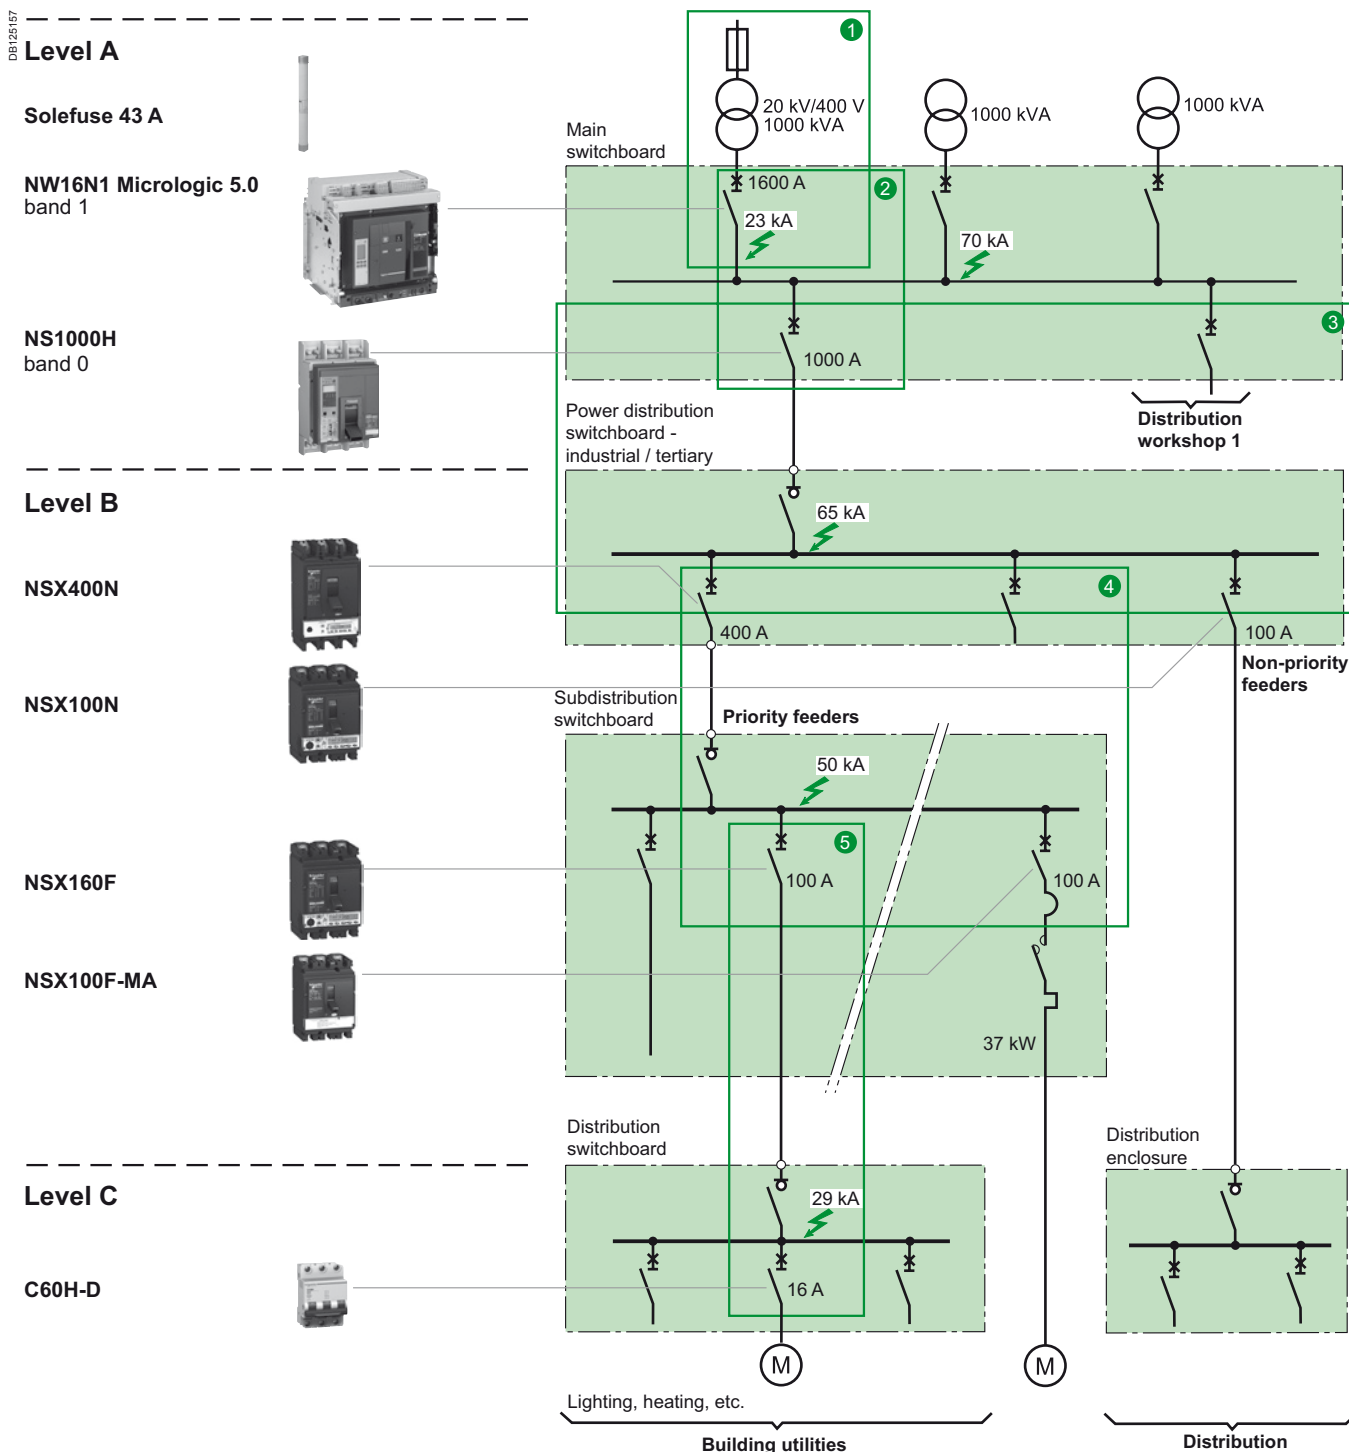 DB125157
Level A
Solefuse 43 A
NW16N1 Micrologic 5.0
band 1
NS1000H
band 0
Level B
NSX400N
NSX100N
NSX160F
NSX100F-MA
Level C
C60H-D
1
20 kV/400 V
1000 kVA
1000 kVA
1000 kVA
Main
switchboard
1600 A
2
23 kA
70 kA
3
1000 A
Distribution
workshop 1
Power distribution
switchboard -
industrial / tertiary
65 kA
4
400 A
100 A
Non-priority
feeders
Subdistribution
switchboard
Priority feeders
50 kA
5
100 A
100 A
37 kW
Distribution
switchboard
Distribution
enclosure
29 kA
16 A
M
M
Lighting, heating, etc.
Building utilities
Distribution